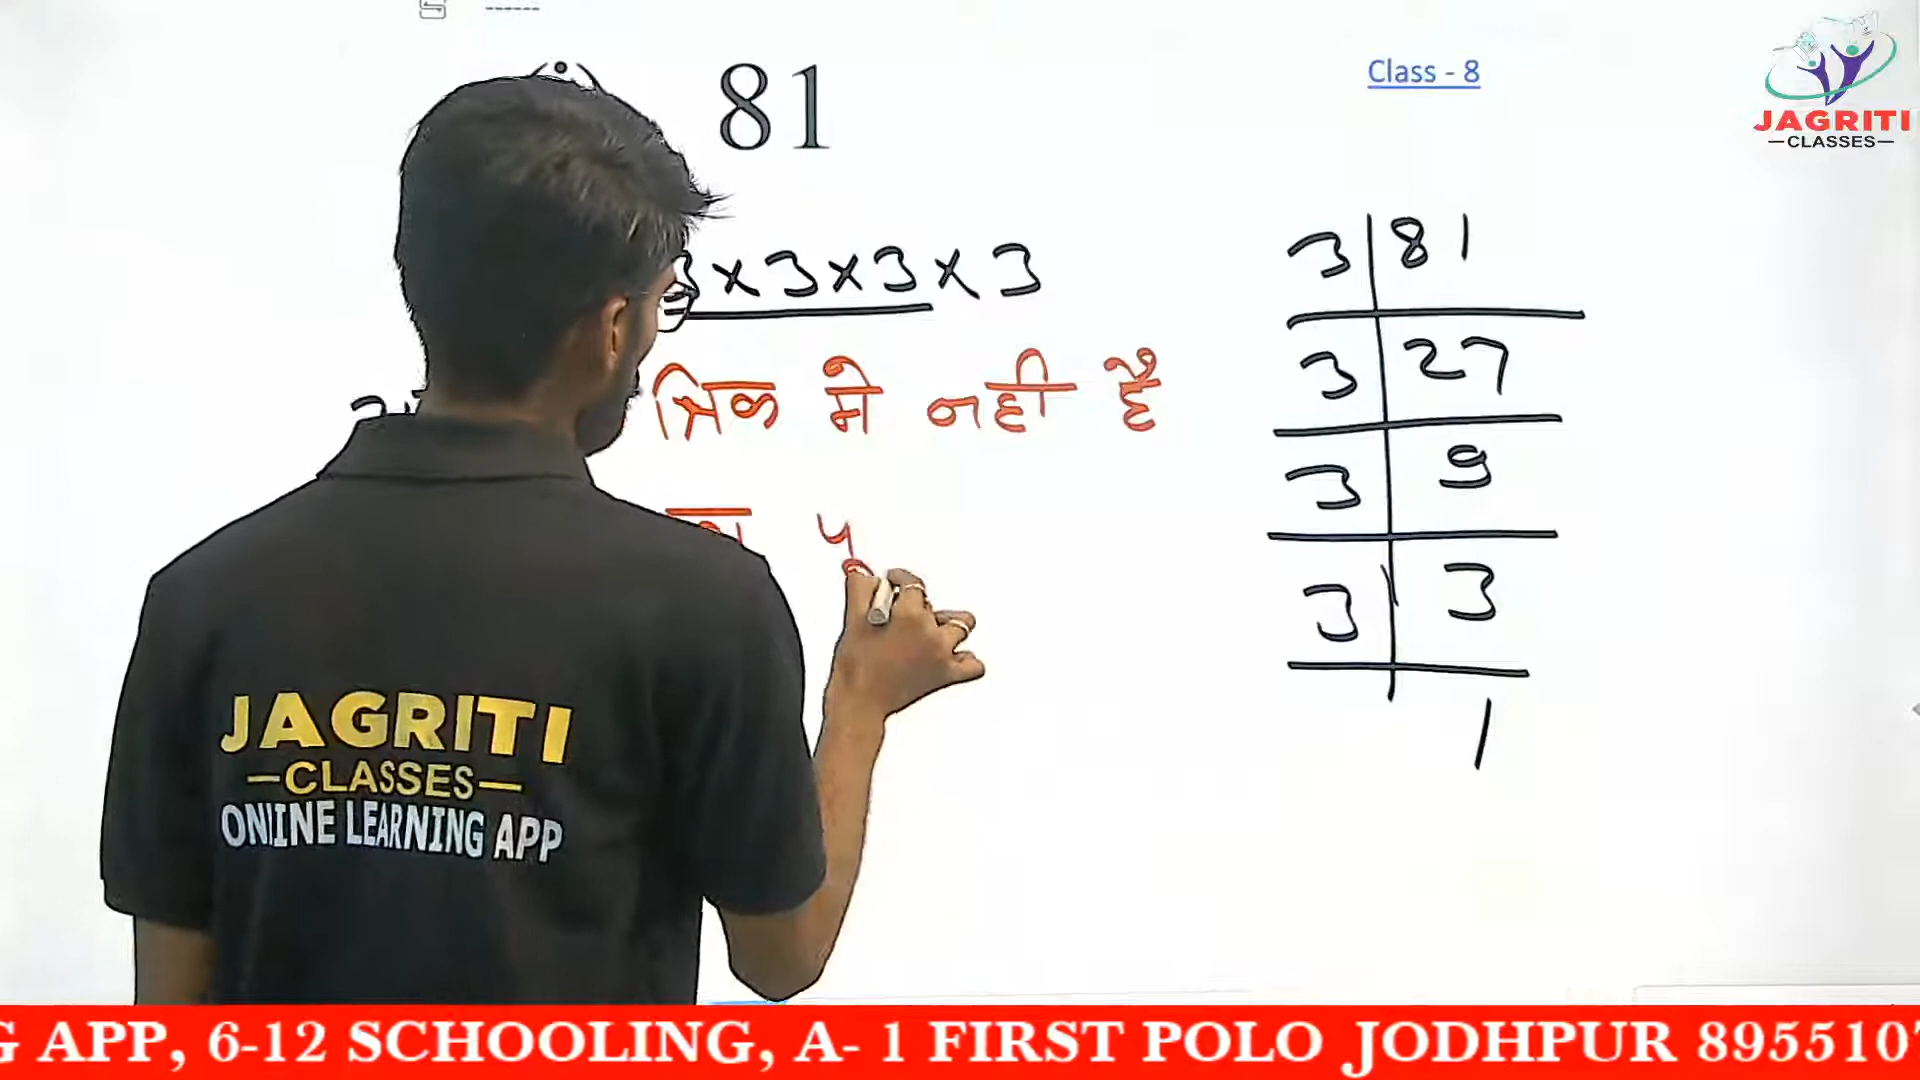 81
Class - 8
JAGRITI
CLASSES
3×3×3×3
त्रिक मे नही है
3 | 81
3 | 27
3 | 9
3 | 3
1
JAGRITI
CLASSES
ONLINE LEARNING APP
APP, 6-12 SCHOOLING, A- 1 FIRST POLO JODHPUR 895510